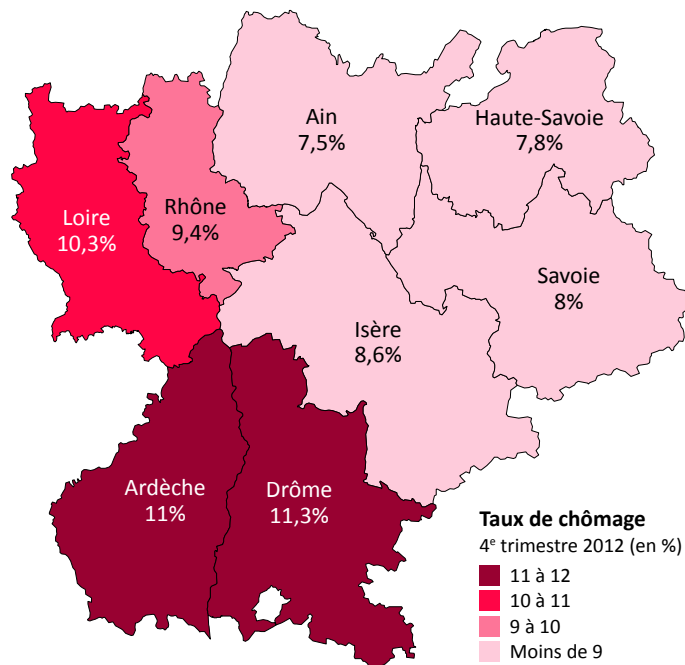 Ain
7,5%
Haute-Savoie
7,8%
Loire
10,3%
Rhône
9,4%
Savoie
8%
Isère
8,6%
Ardèche
11%
Drôme
11,3%
Taux de chômage
4e trimestre 2012 (en %)
11 à 12
10 à 11
9 à 10
Moins de 9